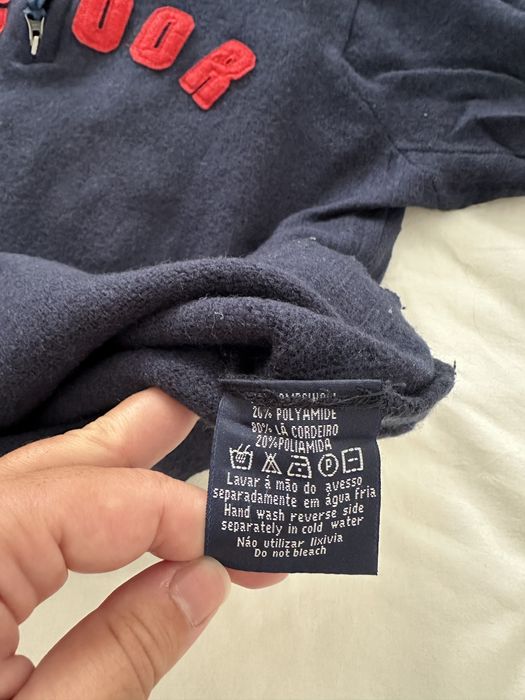 OOR
20% POLYAMIDE
80% LÃ CORDEIRO
20% POLIAMIDA
P
Lavar á mão do avesso
separadamente em água fria
Hand wash reverse side
separately in cold water
Não utilizar lixívia
Do not bleach